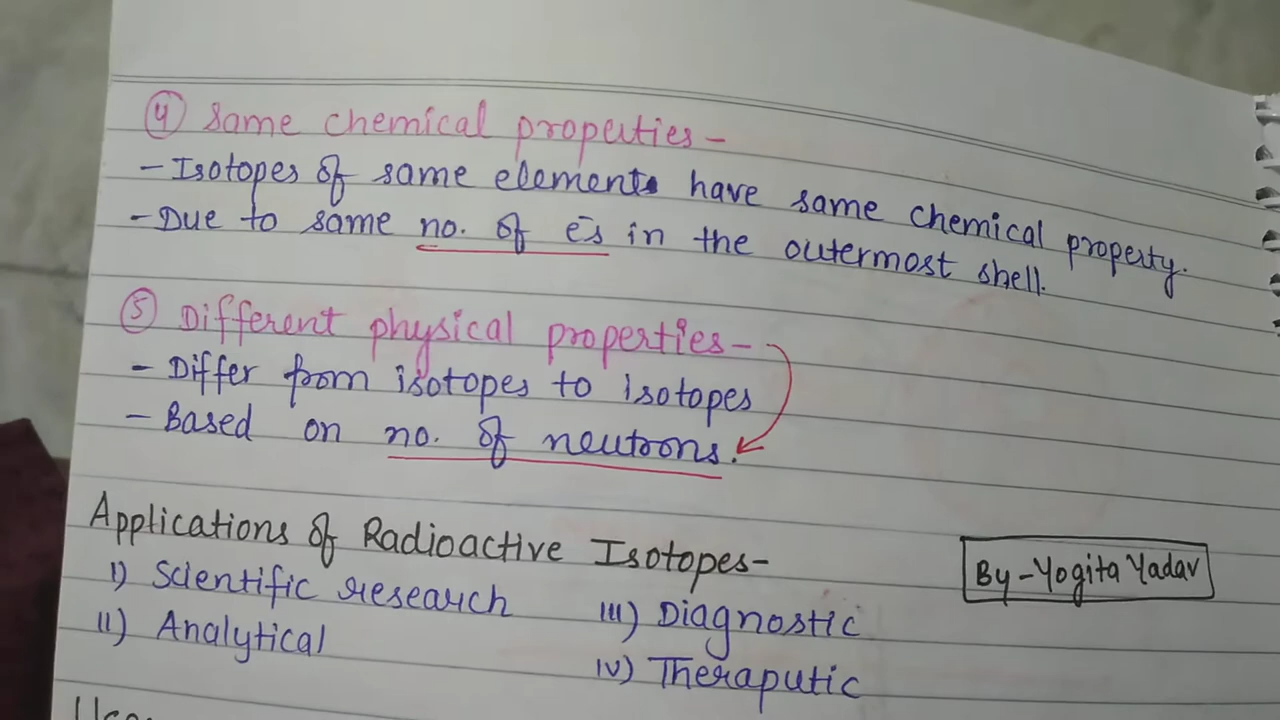 ④ Same chemical properties-
- Isotopes of same elements have same chemical property.
- Due to same no. of ēs in the outermost shell.
⑤ Different physical properties-
- Differ from isotopes to isotopes
- Based on no. of neutrons.
Applications of Radioactive Isotopes-
i) Scientific research
ii) Analytical
iii) Diagnostic
iv) Theraputic
By - Yogita Yadav